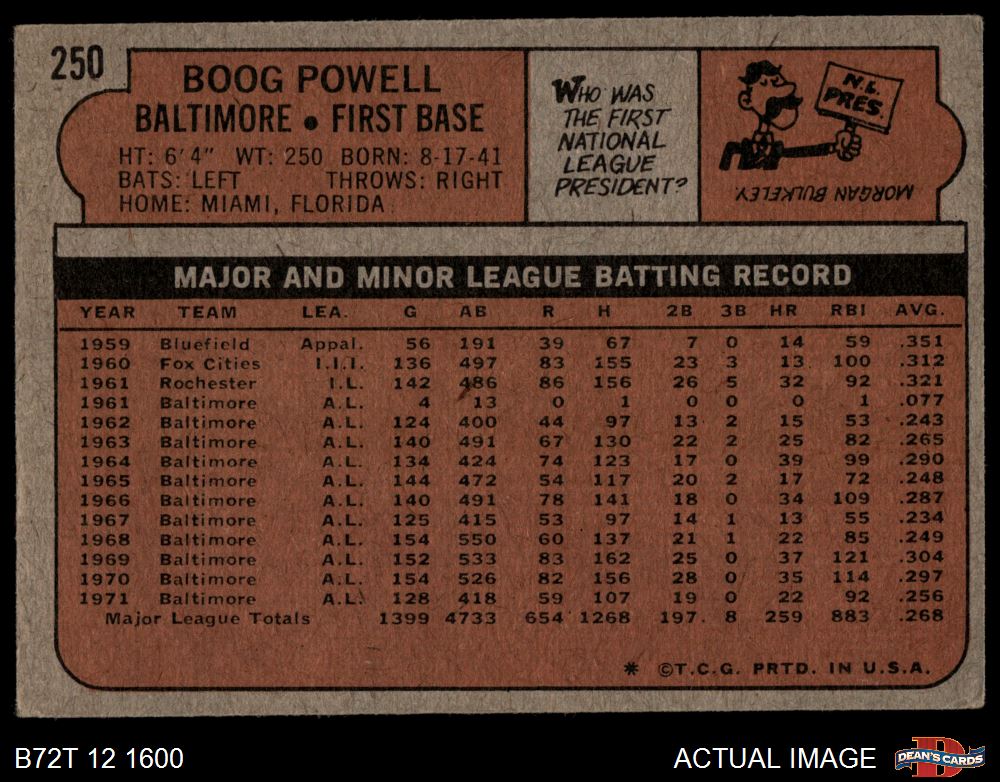 250
BOOG POWELL
BALTIMORE • FIRST BASE
HT: 6'4" WT: 250 BORN: 8-17-41
BATS: LEFT THROWS: RIGHT
HOME: MIAMI, FLORIDA
WHO WAS
THE FIRST
NATIONAL
LEAGUE
PRESIDENT?
N.L.
PRES.
MORGAN BULKELEY.
MAJOR AND MINOR LEAGUE BATTING RECORD
YEAR TEAM LEA. G AB R H 2B 3B HR RBI AVG.
1959 Bluefield Appal. 56 191 39 67 7 0 14 59 .351
1960 Fox Cities I.I.I. 136 497 83 155 23 3 13 100 .312
1961 Rochester I.L. 142 486 86 156 26 5 32 92 .321
1961 Baltimore A.L. 4 13 0 1 0 0 0 1 .077
1962 Baltimore A.L. 124 400 44 97 13 2 15 53 .243
1963 Baltimore A.L. 140 491 67 130 22 2 25 82 .265
1964 Baltimore A.L. 134 424 74 123 17 0 39 99 .290
1965 Baltimore A.L. 144 472 54 117 20 2 17 72 .248
1966 Baltimore A.L. 140 491 78 141 18 0 34 109 .287
1967 Baltimore A.L. 125 415 53 97 14 1 13 55 .234
1968 Baltimore A.L. 154 550 60 137 21 1 22 85 .249
1969 Baltimore A.L. 152 533 83 162 25 0 37 121 .304
1970 Baltimore A.L. 154 526 82 156 28 0 35 114 .297
1971 Baltimore A.L. 128 418 59 107 19 0 22 92 .256
Major League Totals 1399 4733 654 1268 197 8 259 883 .268
* ©T.C.G. PRTD. IN U.S.A.
B72T 12 1600
ACTUAL IMAGE
D
DEAN'S CARDS